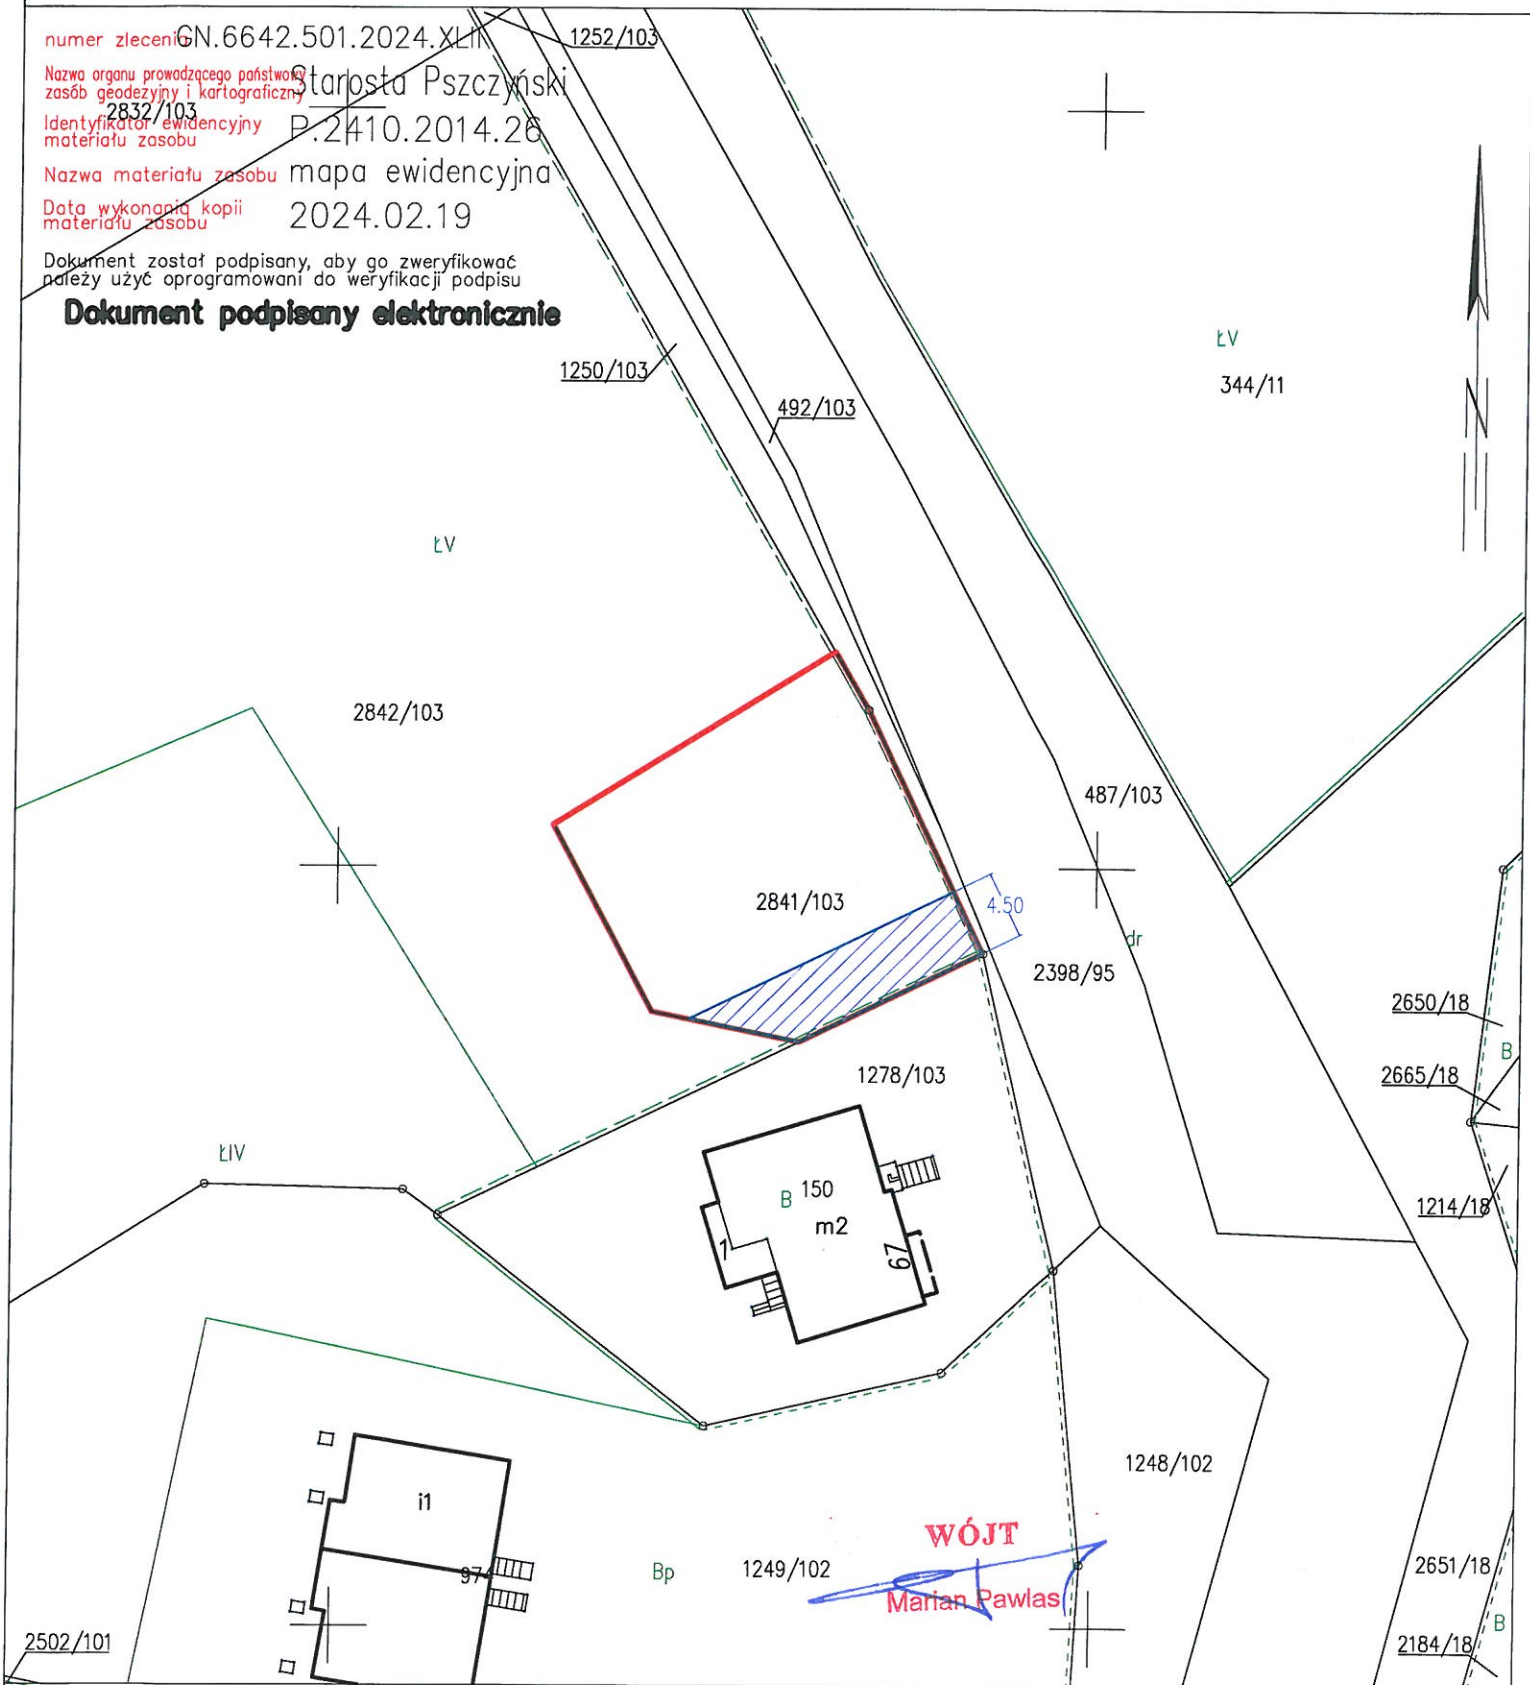 numer zlecenia GN.6642.501.2024.XLII
1252/103
Nazwa organu prowadzącego państwowy
zasób geodezyjny i kartograficzny
Starosta Pszczyński
2832/103
Identyfikator ewidencyjny
materiału zasobu
P.2410.2014.26
Nazwa materiału zasobu mapa ewidencyjna
Data wykonania kopii
materiału zasobu
2024.02.19
Dokument został podpisany, aby go zweryfikować
należy użyć oprogramowani do weryfikacji podpisu
Dokument podpisany elektronicznie
ŁV
344/11
1250/103
492/103
N
ŁV
2842/103
487/103
2841/103
4.50
dr
2398/95
2650/18
B
1278/103
2665/18
ŁIV
B 150
m2
1
67
1214/18
1248/102
i1
WÓJT
Marian Pawlas
974
Bp
1249/102
2651/18
B
2502/101
2184/18